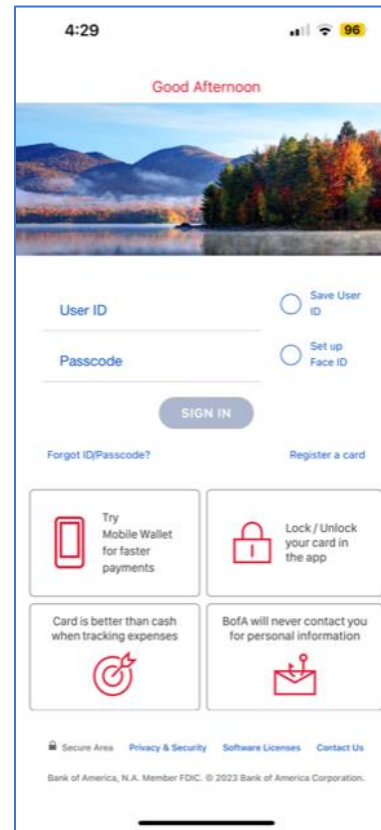 4:29
96
Good Afternoon
User ID
Save User
ID
Passcode
Set up
Face ID
SIGN IN
Forgot ID/Passcode?
Register a card
Try
Mobile Wallet
for faster
payments
Lock / Unlock
your card in
the app
Card is better than cash
when tracking expenses
BofA will never contact you
for personal information
Secure Area
Privacy & Security
Software Licenses
Contact Us
Bank of America, N.A. Member FDIC. © 2023 Bank of America Corporation.